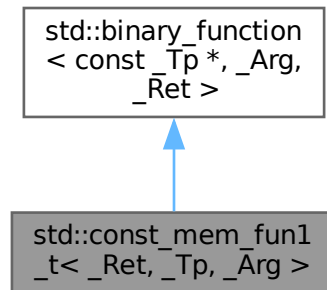 std::binary_function
< const _Tp *, _Arg,
_Ret >
std::const_mem_fun1
_t< _Ret, _Tp, _Arg >